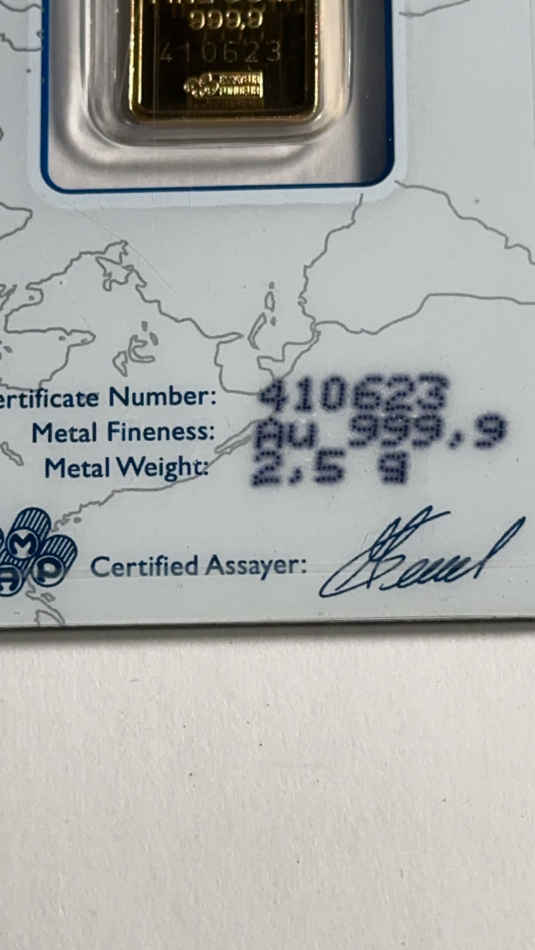 999,9
410623
ertificate Number: 410623
Metal Fineness: Au 999,9
Metal Weight: 2,5 g
Certified Assayer: